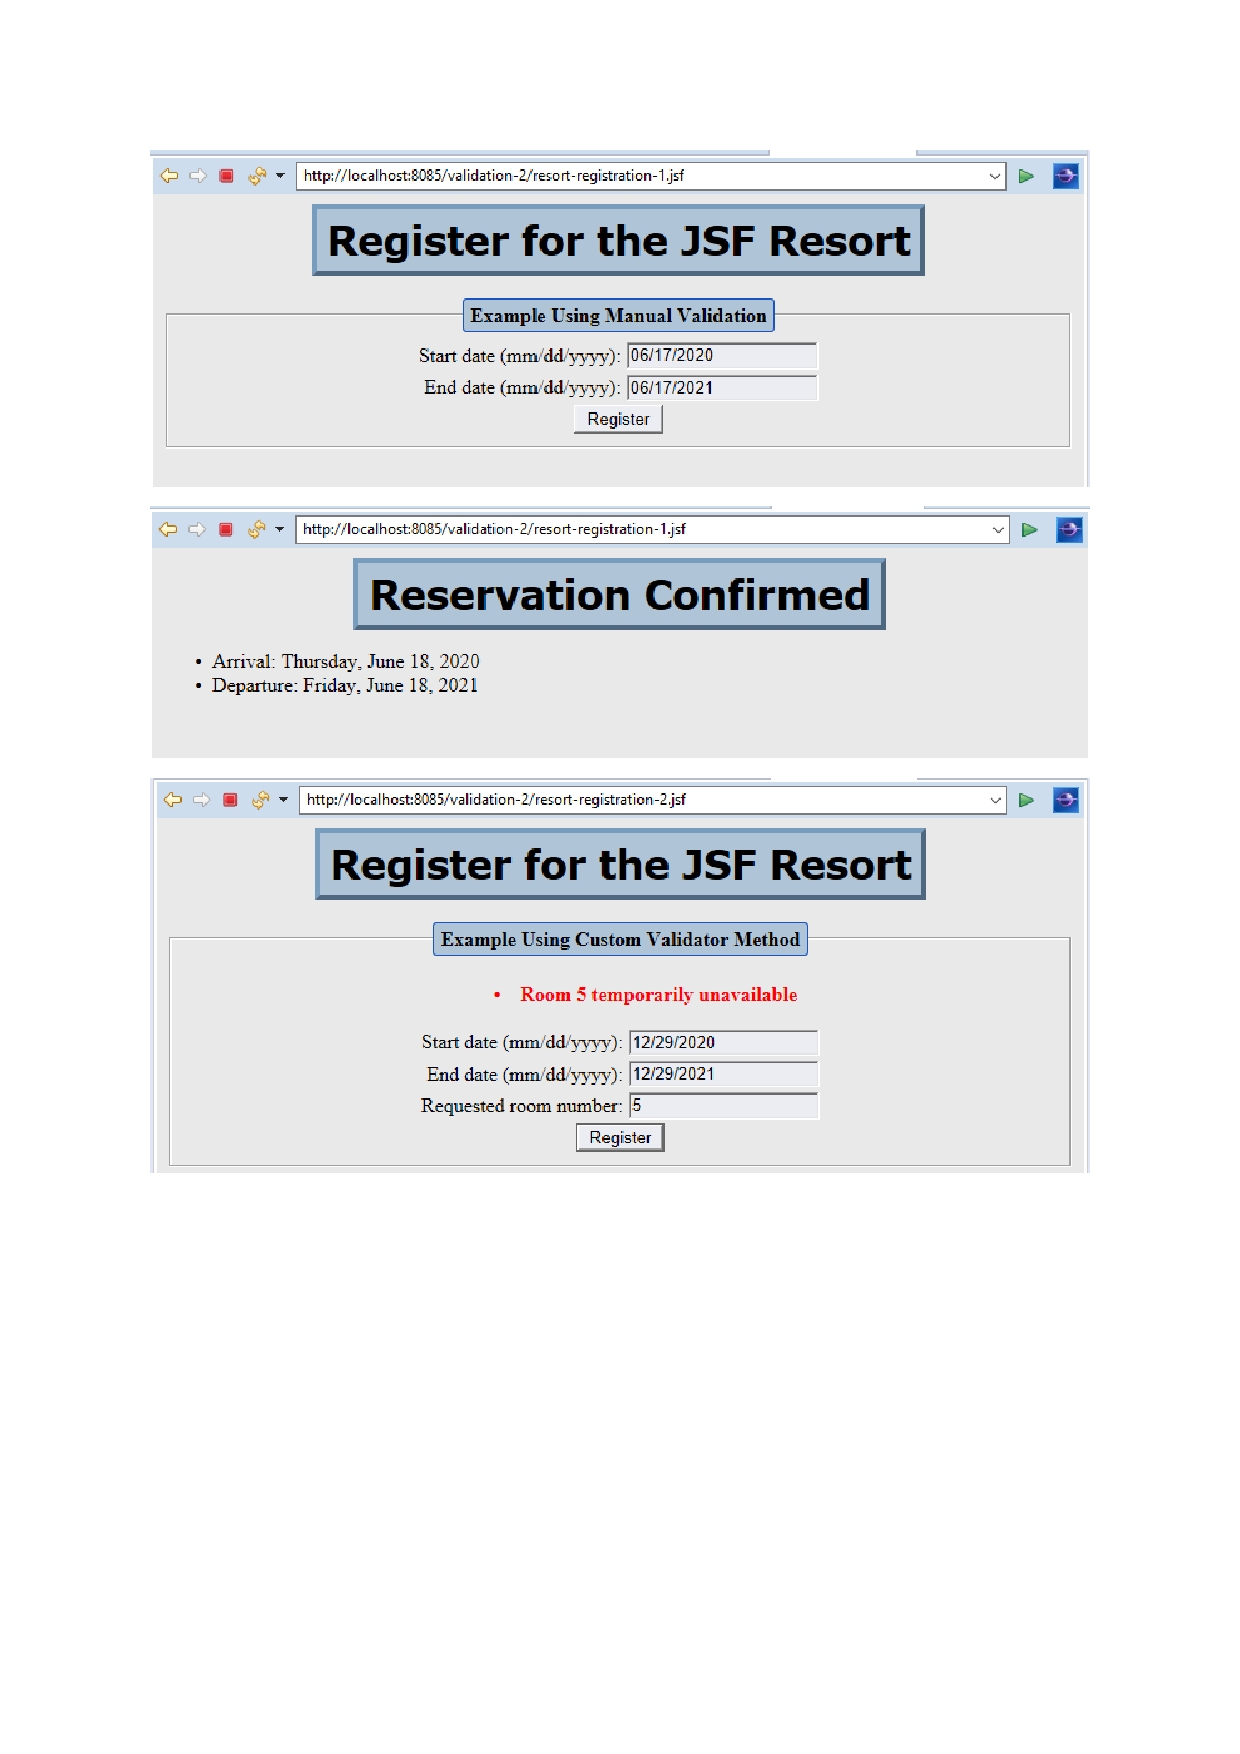 http://localhost:8085/validation-2/resort-registration-1.jsf
Register for the JSF Resort
Example Using Manual Validation
Start date (mm/dd/yyyy): 06/17/2020
End date (mm/dd/yyyy): 06/17/2021
Register
http://localhost:8085/validation-2/resort-registration-1.jsf
Reservation Confirmed
• Arrival: Thursday, June 18, 2020
• Departure: Friday, June 18, 2021
http://localhost:8085/validation-2/resort-registration-2.jsf
Register for the JSF Resort
Example Using Custom Validator Method
• Room 5 temporarily unavailable
Start date (mm/dd/yyyy): 12/29/2020
End date (mm/dd/yyyy): 12/29/2021
Requested room number: 5
Register